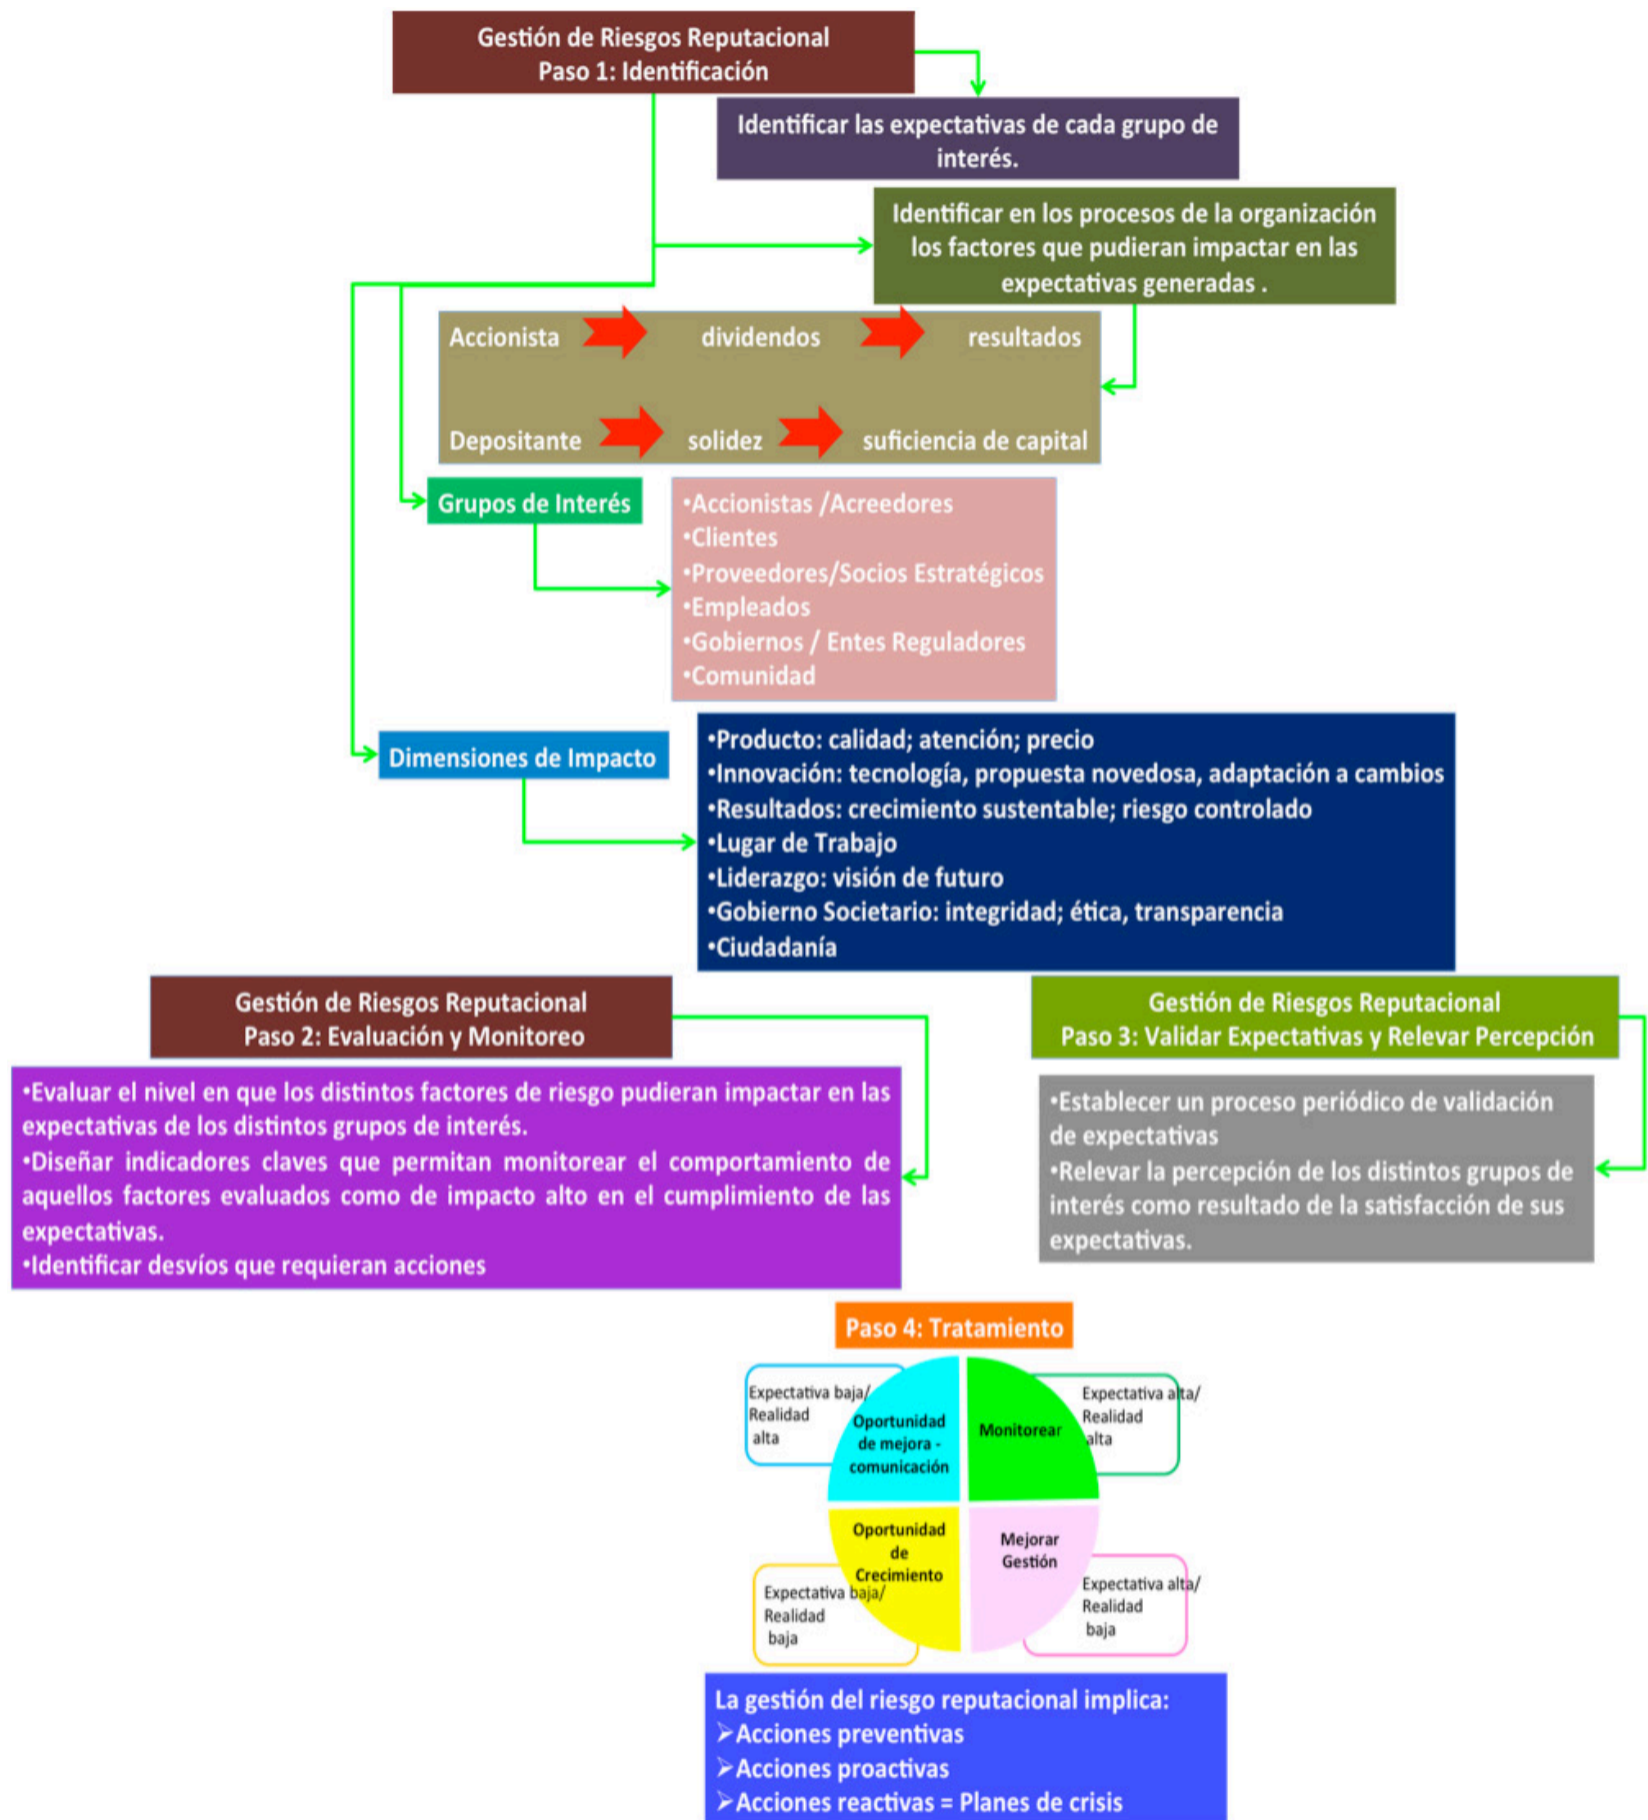 Gestión de Riesgos Reputacional
Paso 1: Identificación
Identificar las expectativas de cada grupo de
interés.
Identificar en los procesos de la organización
los factores que pudieran impactar en las
expectativas generadas .
Accionista dividendos resultados
Depositante solidez suficiencia de capital
Grupos de Interés
•Accionistas /Acreedores
•Clientes
•Proveedores/Socios Estratégicos
•Empleados
•Gobiernos / Entes Reguladores
•Comunidad
Dimensiones de Impacto
•Producto: calidad; atención; precio
•Innovación: tecnología, propuesta novedosa, adaptación a cambios
•Resultados: crecimiento sustentable; riesgo controlado
•Lugar de Trabajo
•Liderazgo: visión de futuro
•Gobierno Societario: integridad; ética, transparencia
•Ciudadanía
Gestión de Riesgos Reputacional
Paso 2: Evaluación y Monitoreo
•Evaluar el nivel en que los distintos factores de riesgo pudieran impactar en las
expectativas de los distintos grupos de interés.
•Diseñar indicadores claves que permitan monitorear el comportamiento de
aquellos factores evaluados como de impacto alto en el cumplimiento de las
expectativas.
•Identificar desvíos que requieran acciones
Gestión de Riesgos Reputacional
Paso 3: Validar Expectativas y Relevar Percepción
•Establecer un proceso periódico de validación
de expectativas
•Relevar la percepción de los distintos grupos de
interés como resultado de la satisfacción de sus
expectativas.
Paso 4: Tratamiento
Expectativa baja/
Realidad
alta
Oportunidad
de mejora -
comunicación
Monitorear
Expectativa alta/
Realidad
alta
Expectativa baja/
Realidad
baja
Oportunidad
de
Crecimiento
Mejorar
Gestión
Expectativa alta/
Realidad
baja
La gestión del riesgo reputacional implica:
➢Acciones preventivas
➢Acciones proactivas
➢Acciones reactivas = Planes de crisis